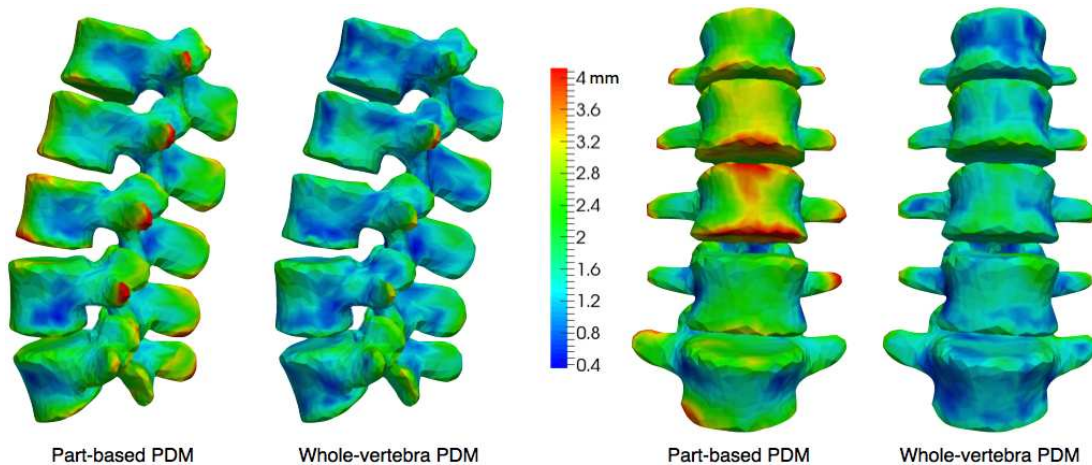 4 mm
3.6
3.2
2.8
2.4
2
1.6
1.2
0.8
0.4
Part-based PDM
Whole-vertebra PDM
Part-based PDM
Whole-vertebra PDM